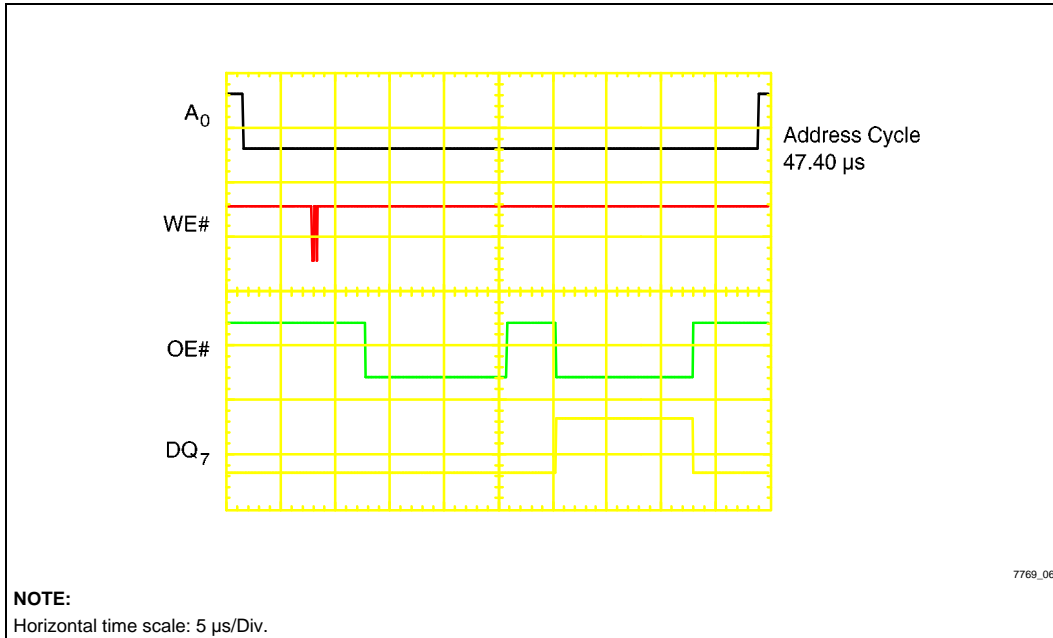 A0
Address Cycle
47.40 µs
WE#
OE#
DQ7
7769_06
NOTE:
Horizontal time scale: 5 µs/Div.